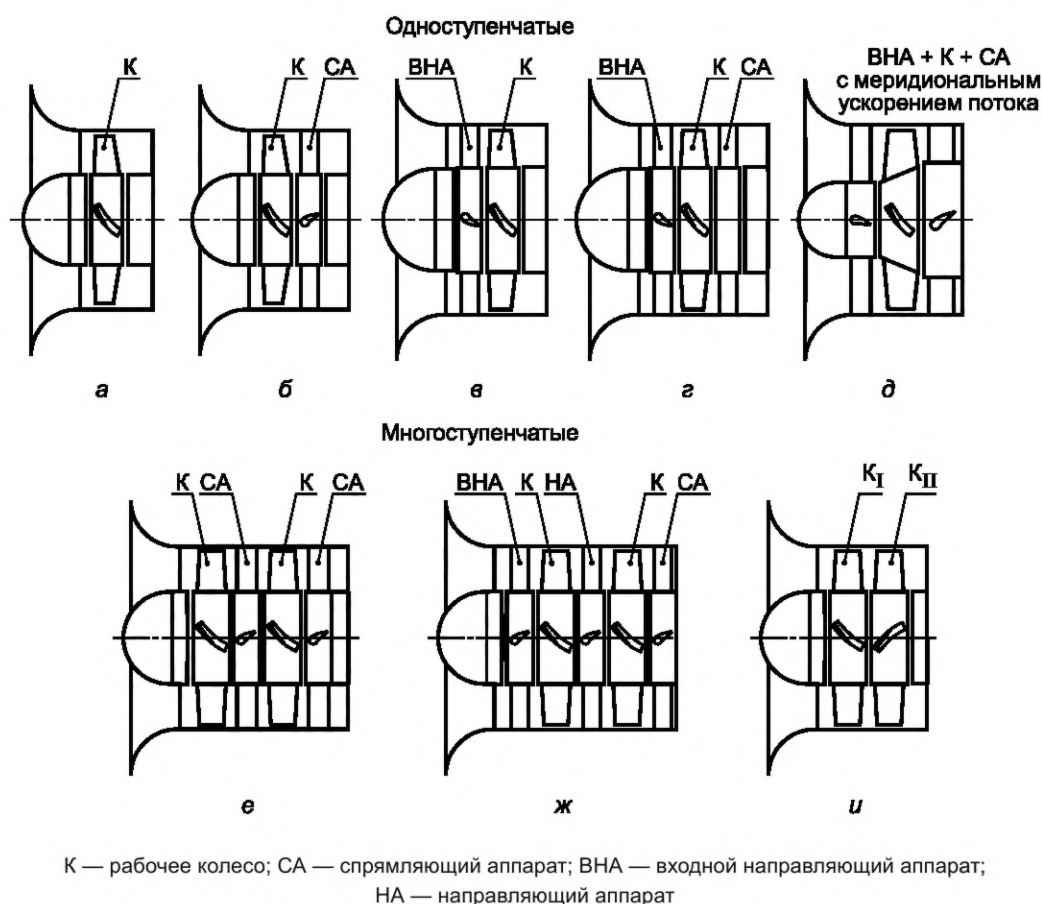 Одноступенчатые
К
К СА
ВНА К
ВНА К СА
ВНА + К + СА
с меридиональным
ускорением потока
а б в г д
Многоступенчатые
К СА К СА
ВНА К НА К СА
КI КII
е ж и
К — рабочее колесо; СА — спрямляющий аппарат; ВНА — входной направляющий аппарат;
НА — направляющий аппарат